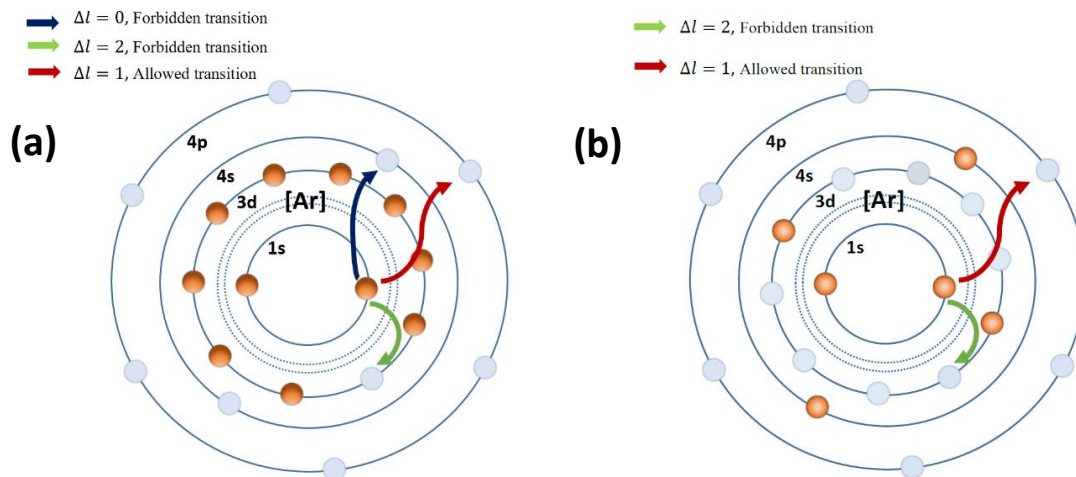 Δl = 0, Forbidden transition
Δl = 2, Forbidden transition
Δl = 1, Allowed transition
(a)
4p
4s
3d
[Ar]
1s
Δl = 2, Forbidden transition
Δl = 1, Allowed transition
(b)
4p
4s
3d
[Ar]
1s